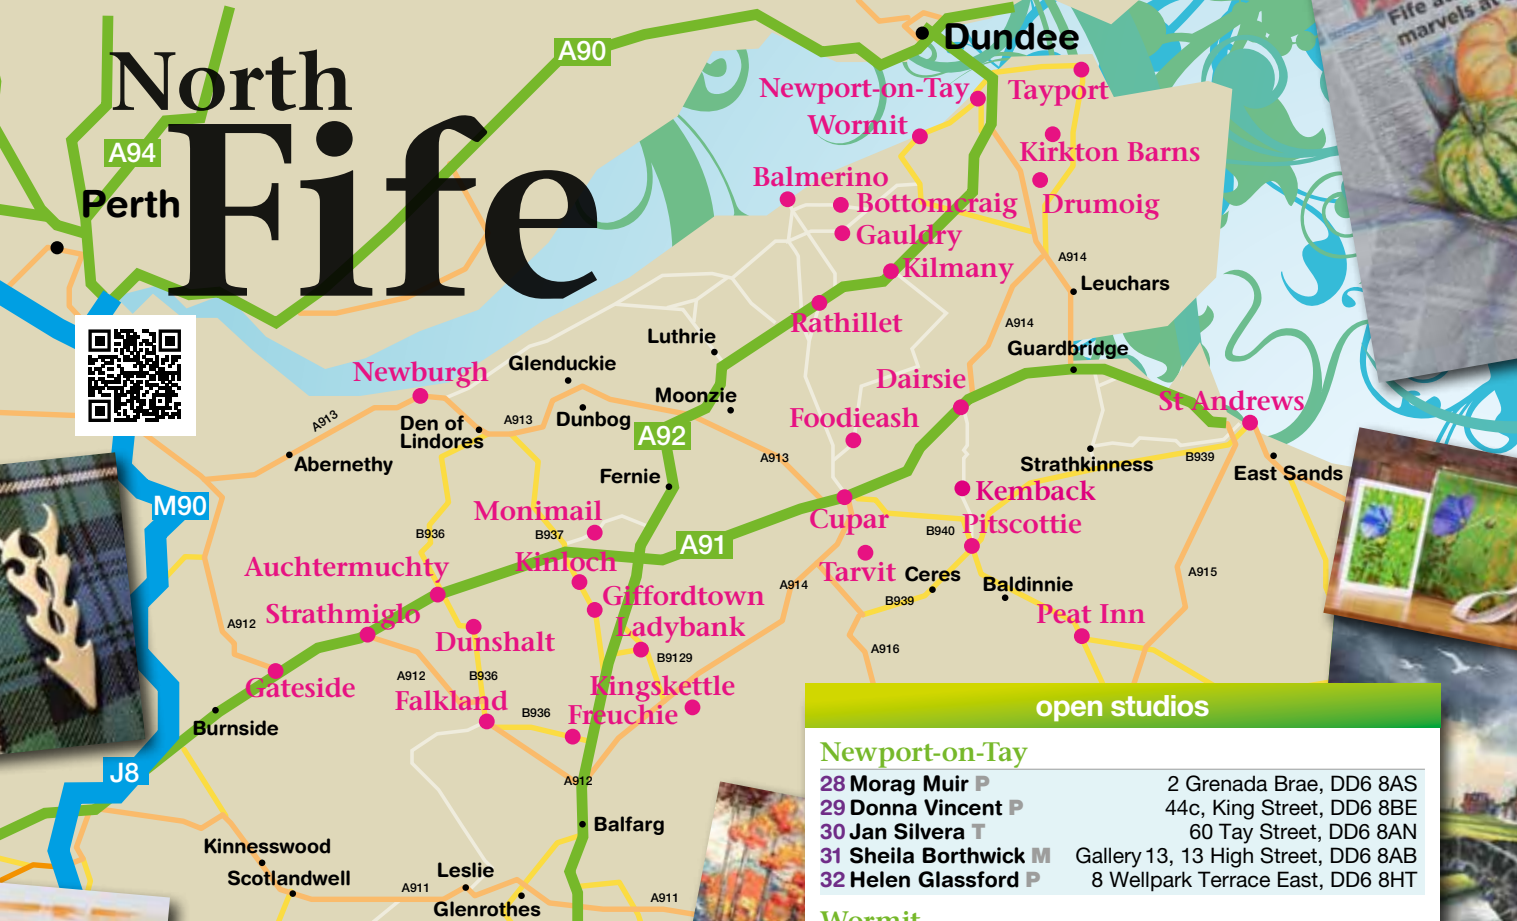 North
Fife
A90
Dundee
Fife
marvels at
Newport-on-Tay
Tayport
Wormit
A94
Kirkton Barns
Balmerino
Perth
Bottomcraig
Drumoig
Gauldry
A914
Kilmany
Leuchars
Rathillet
A914
Luthrie
Guardbridge
Newburgh
Glenduckie
Dairsie
Moonzie
St Andrews
A913
Den of
Lindores
A913
Dunbog
Foodieash
A92
Abernethy
A913
Strathkinness
B939
East Sands
Fernie
M90
Kemback
Monimail
Cupar
Pitscottie
B936
B937
A91
B940
Auchtermuchty
Kinloch
Tarvit
Ceres
Baldinnie
A915
A914
Giffordtown
B939
Strathmiglo
A912
Ladybank
Peat Inn
Dunshalt
B9129
A916
A912
B936
Gateside
Kingskettle
Falkland
B936
Freuchie
Burnside
J8
A912
Balfarg
Kinnesswood
Scotlandwell
Leslie
A911
Glenrothes
A911
open studios
Newport-on-Tay
28 Morag Muir P 2 Grenada Brae, DD6 8AS
29 Donna Vincent P 44c, King Street, DD6 8BE
30 Jan Silvera T 60 Tay Street, DD6 8AN
31 Sheila Borthwick M Gallery 13, 13 High Street, DD6 8AB
32 Helen Glassford P 8 Wellpark Terrace East, DD6 8HT
Wormit